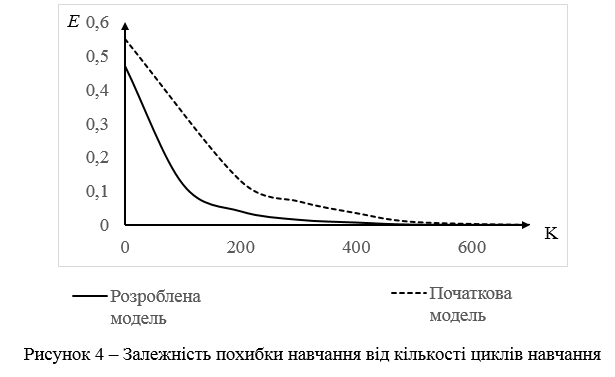 E
0,6
0,5
0,4
0,3
0,2
0,1
0
0 200 400 600
K
Розроблена
модель
Початкова
модель
Рисунок 4 – Залежність похибки навчання від кількості циклів навчання